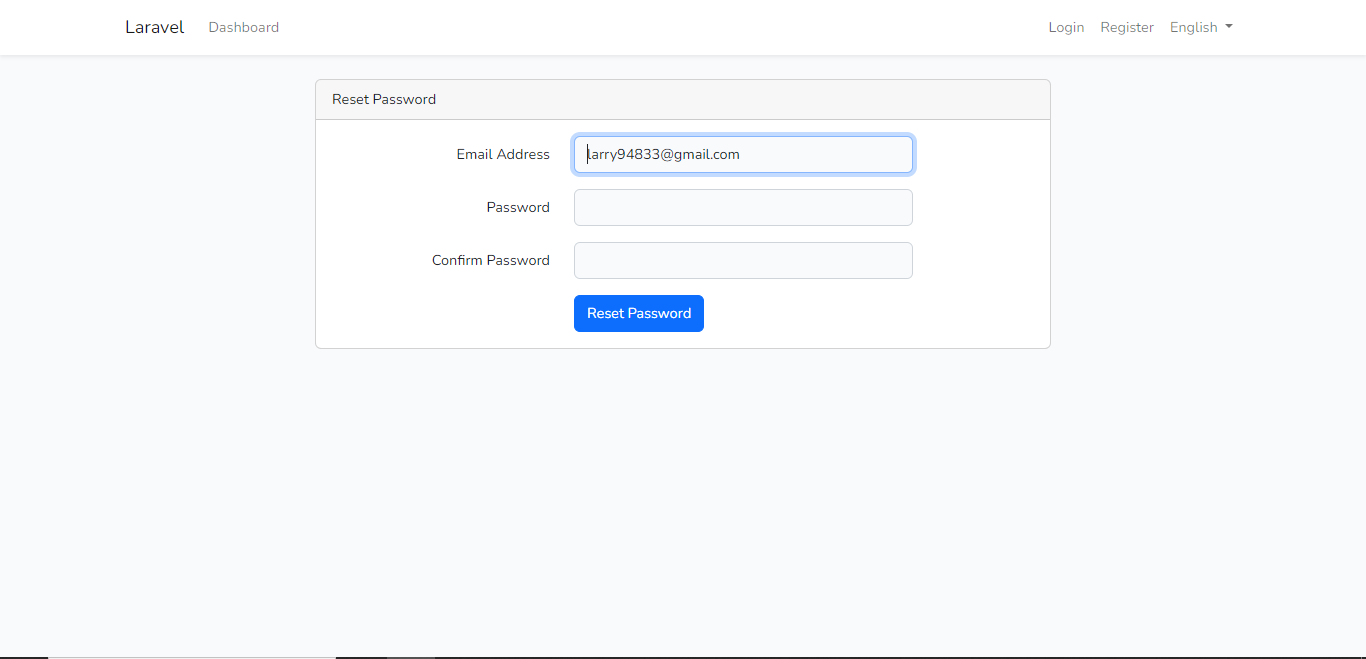 Laravel Dashboard Login Register English
Reset Password
Email Address larry94833@gmail.com
Password
Confirm Password
Reset Password